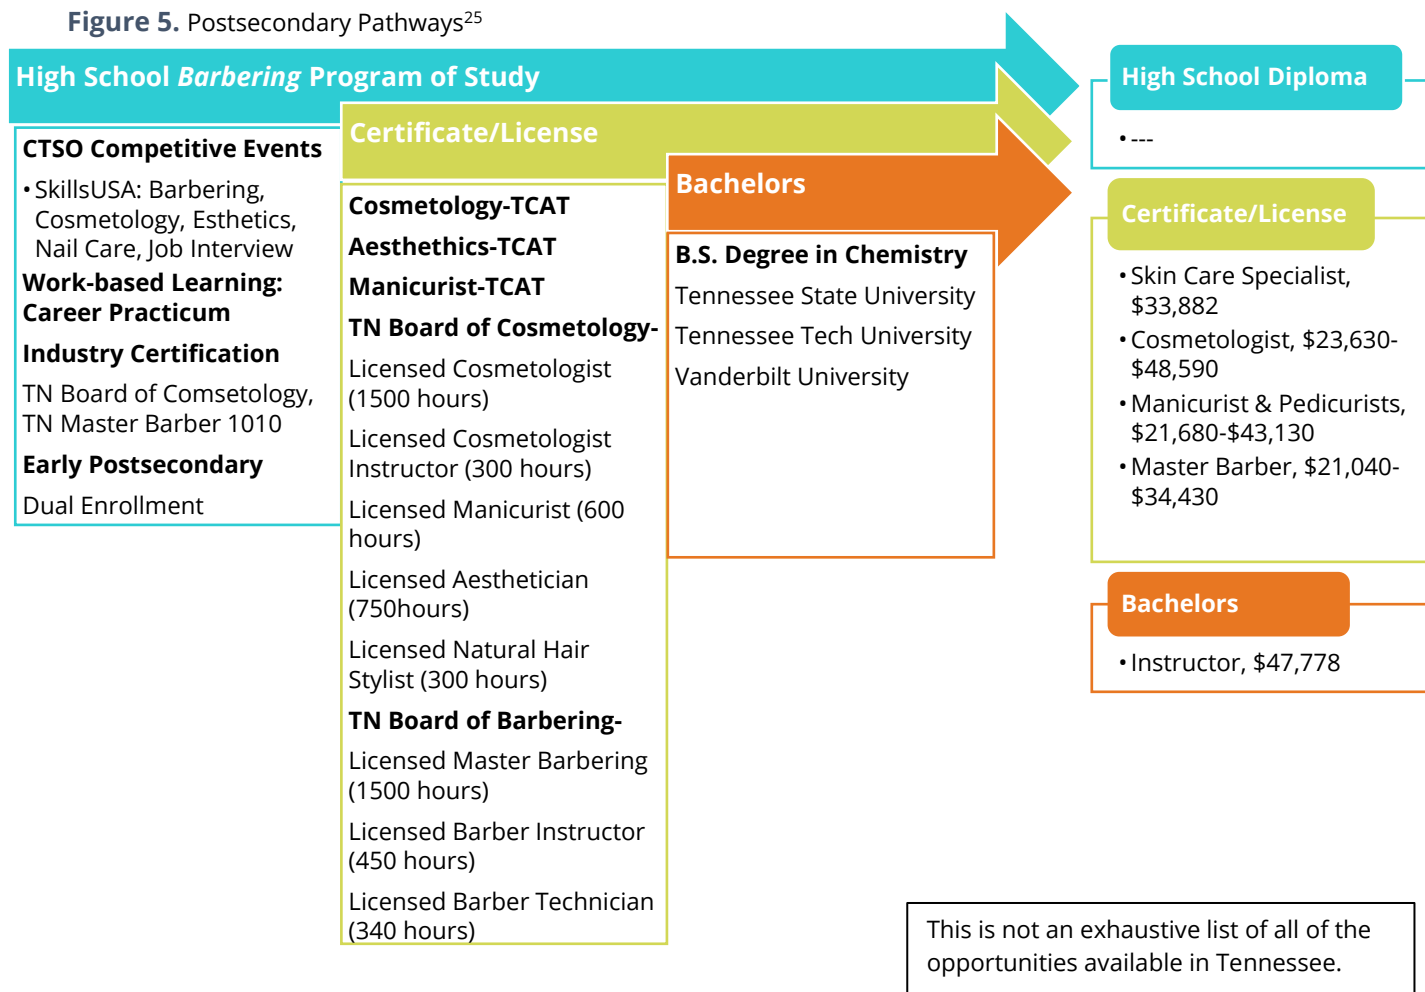 Figure 5. Postsecondary Pathways25
High School Barbering Program of Study
CTSO Competitive Events
• SkillsUSA: Barbering,
Cosmetology, Esthetics,
Nail Care, Job Interview
Work-based Learning:
Career Practicum
Industry Certification
TN Board of Comsetology,
TN Master Barber 1010
Early Postsecondary
Dual Enrollment
Certificate/License
Cosmetology-TCAT
Aesthethics-TCAT
Manicurist-TCAT
TN Board of Cosmetology-
Licensed Cosmetologist
(1500 hours)
Licensed Cosmetologist
Instructor (300 hours)
Licensed Manicurist (600
hours)
Licensed Aesthetician
(750hours)
Licensed Natural Hair
Stylist (300 hours)
TN Board of Barbering-
Licensed Master Barbering
(1500 hours)
Licensed Barber Instructor
(450 hours)
Licensed Barber Technician
(340 hours)
Bachelors
B.S. Degree in Chemistry
Tennessee State University
Tennessee Tech University
Vanderbilt University
High School Diploma
• ---
Certificate/License
• Skin Care Specialist,
$33,882
• Cosmetologist, $23,630-
$48,590
• Manicurist & Pedicurists,
$21,680-$43,130
• Master Barber, $21,040-
$34,430
Bachelors
• Instructor, $47,778
This is not an exhaustive list of all of the
opportunities available in Tennessee.